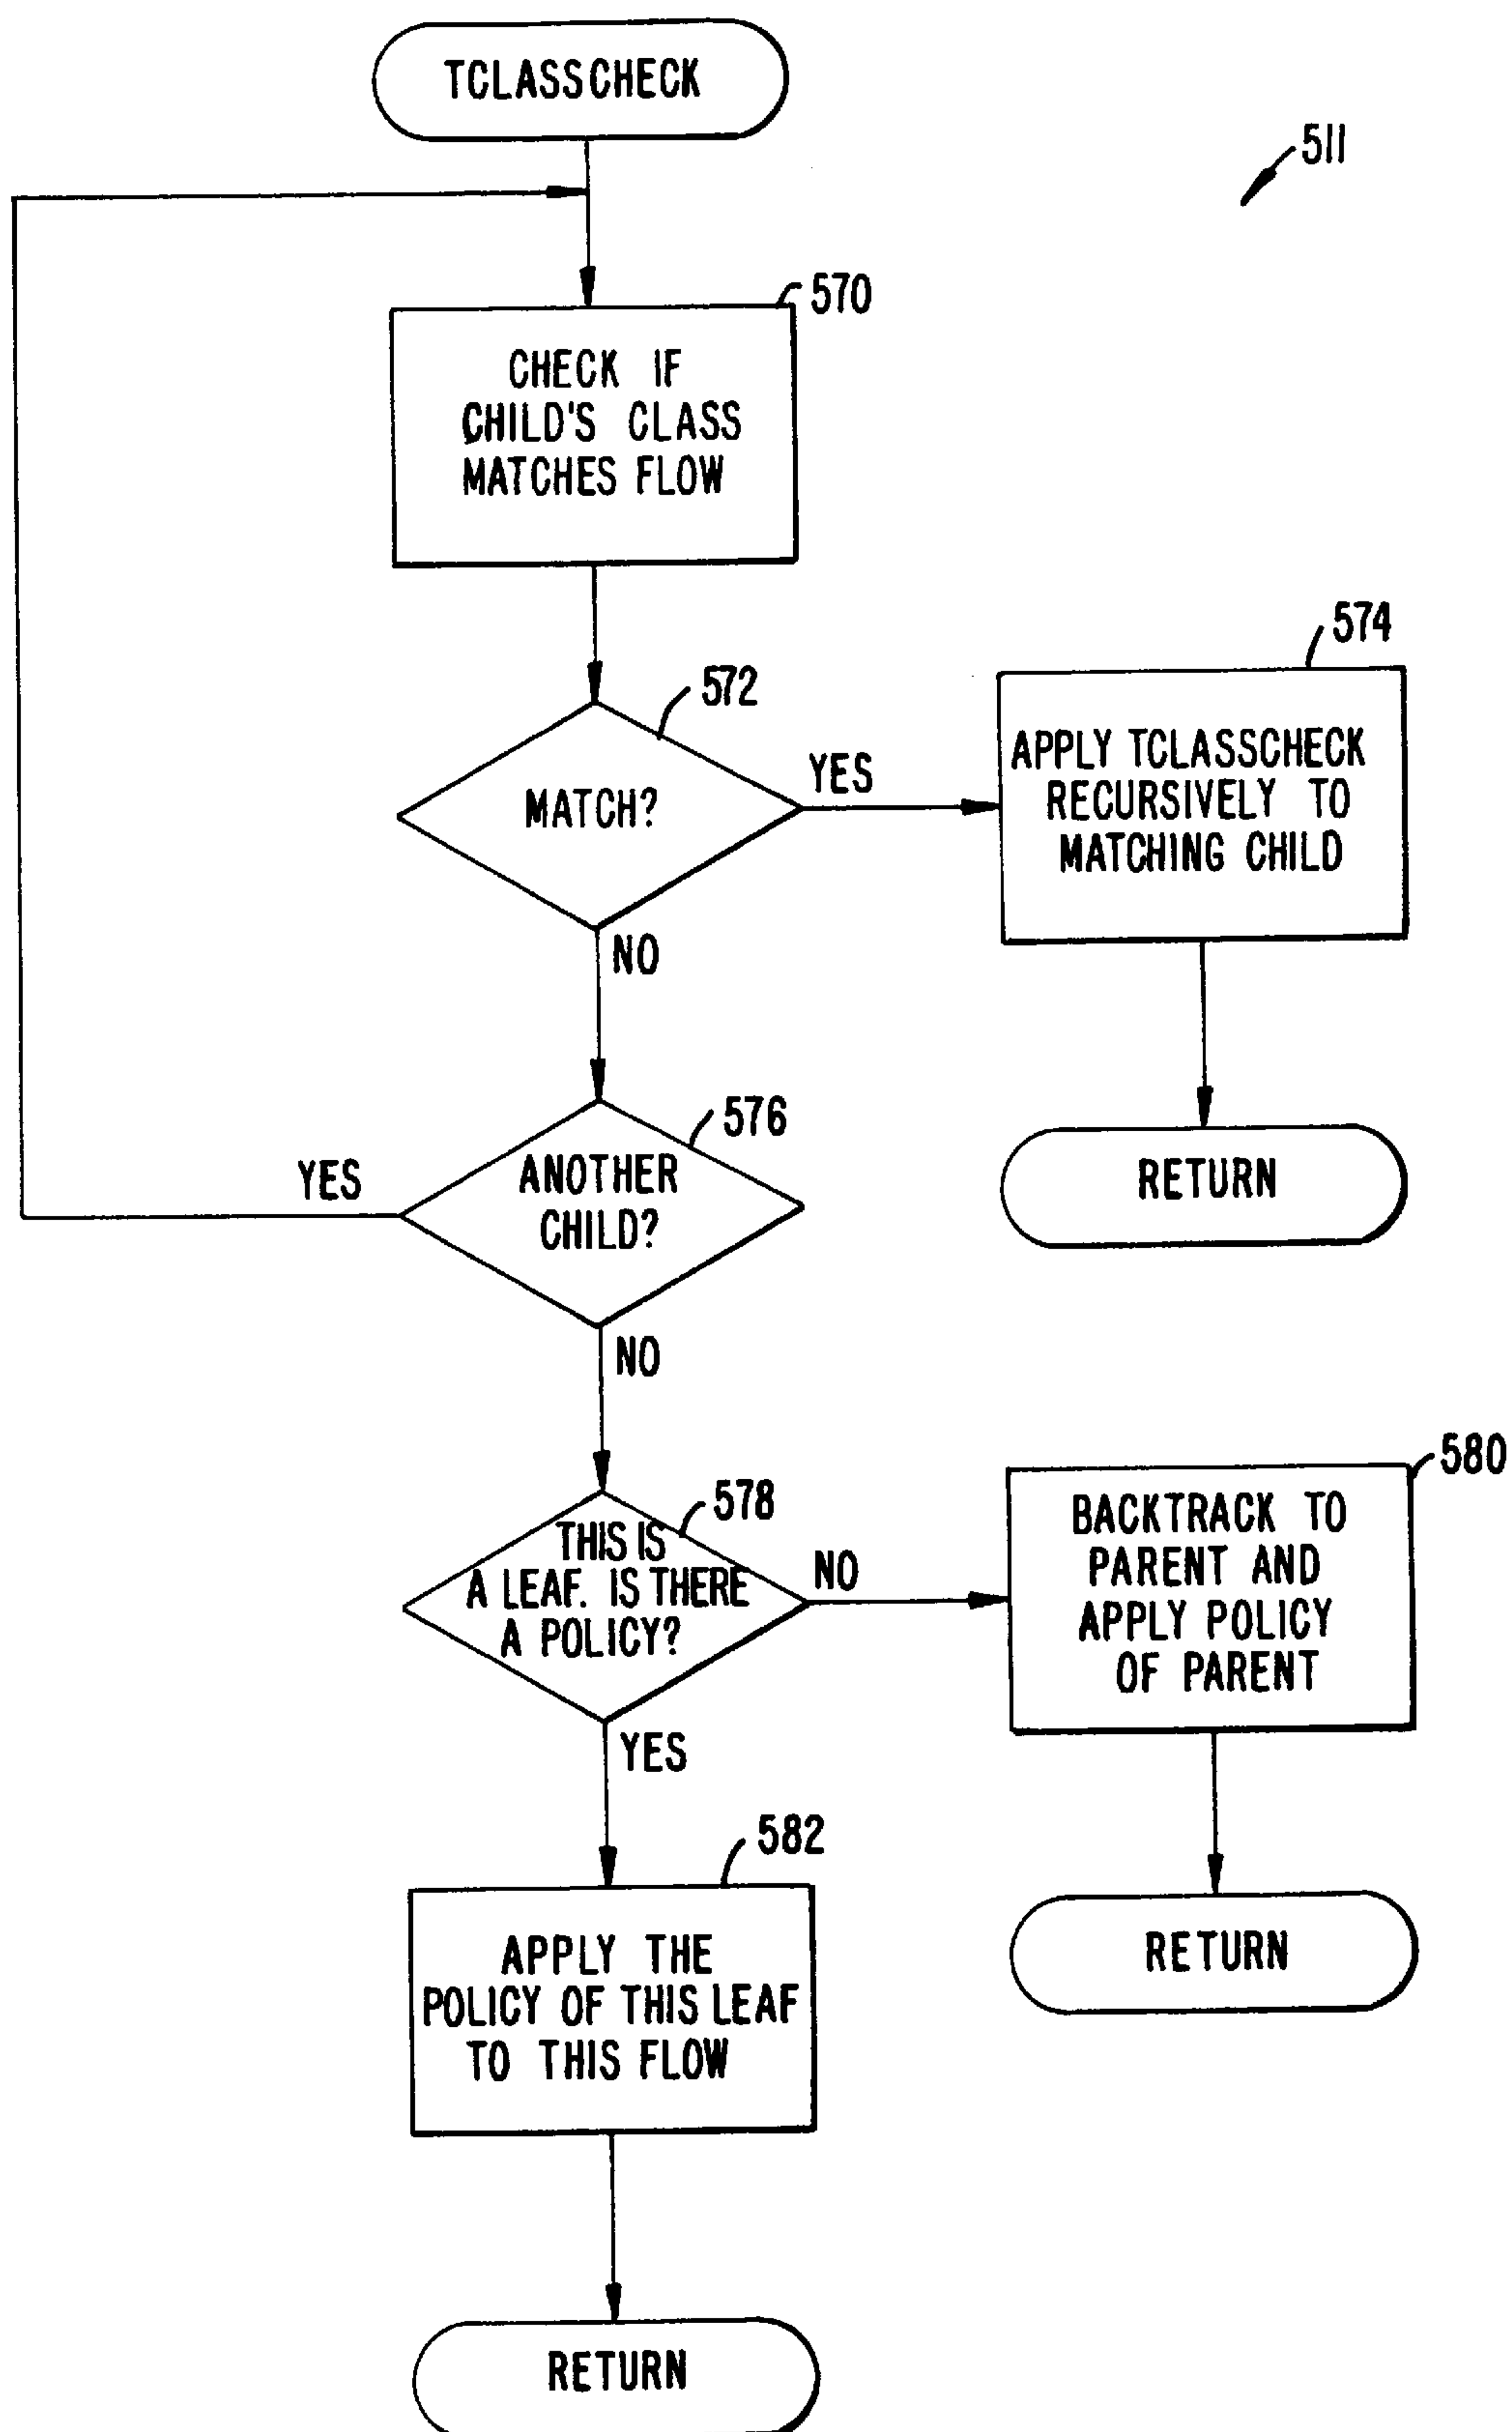 TCLASSCHECK
511
570
CHECK IF
CHILD'S CLASS
MATCHES FLOW
572
MATCH?
YES
574
APPLY TCLASSCHECK
RECURSIVELY TO
MATCHING CHILD
RETURN
NO
576
ANOTHER
CHILD?
YES
NO
578
THIS IS
A LEAF. IS THERE
A POLICY?
NO
580
BACKTRACK TO
PARENT AND
APPLY POLICY
OF PARENT
RETURN
YES
582
APPLY THE
POLICY OF THIS LEAF
TO THIS FLOW
RETURN